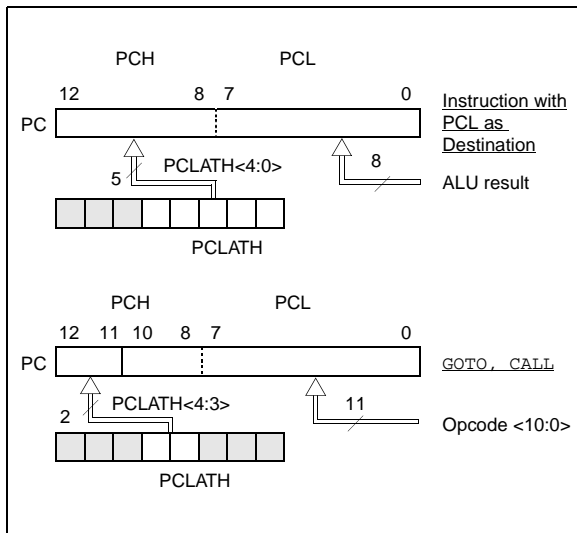 PCH PCL
12 8 7 0
PC
Instruction with
PCL as
Destination
5 PCLATH<4:0>
8
ALU result
PCLATH
PCH PCL
12 11 10 8 7 0
PC
GOTO, CALL
2 PCLATH<4:3>
11
Opcode <10:0>
PCLATH